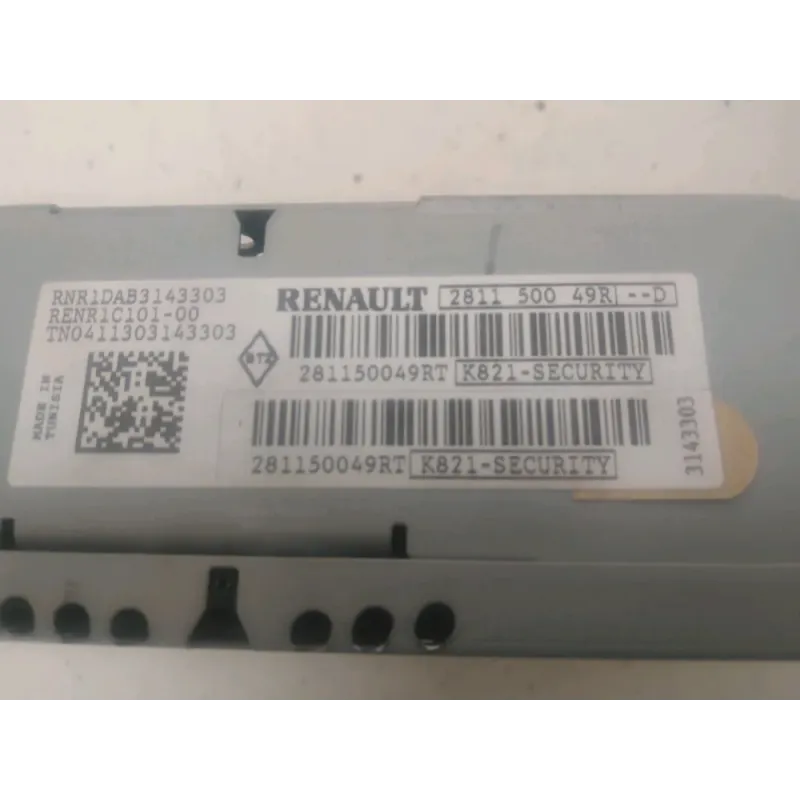 RNR1DAB3143303
RENR1C101-00
TN0411303143303
MADE IN
TUNISIA
RENAULT 2811 500 49R --D
281150049RT K821-SECURITY
281150049RT K821-SECURITY
3143303